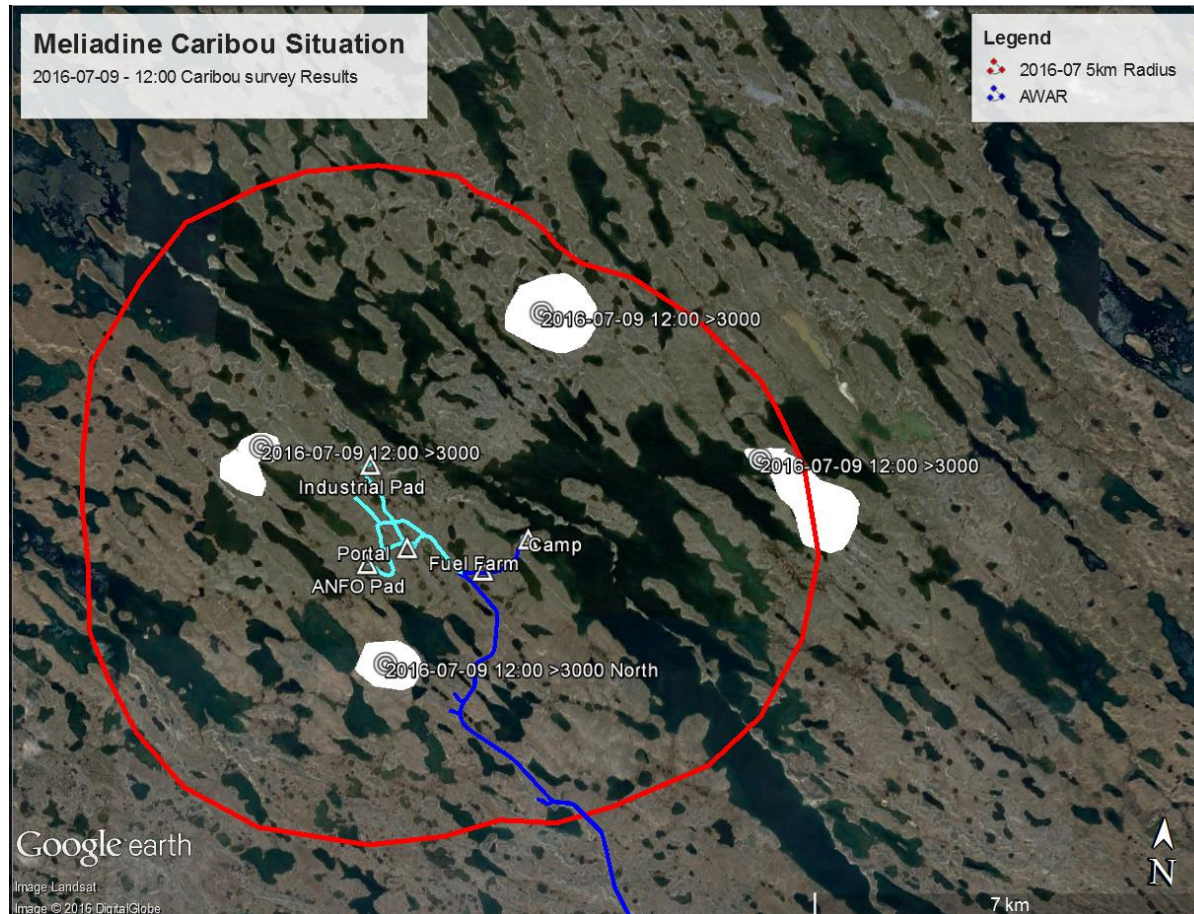 Meliadine Caribou Situation
2016-07-09 - 12:00 Caribou survey Results
Legend
2016-07 5km Radius
AWAR
2016-07-09 12:00 >3000
2016-07-09 12:00 >3000
2016-07-09 12:00 >3000
Industrial Pad
Portal
Camp
Fuel Farm
ANFO Pad
2016-07-09 12:00 >3000 North
Google earth
Image Landsat
Image © 2016 DigitalGlobe
N
7 km